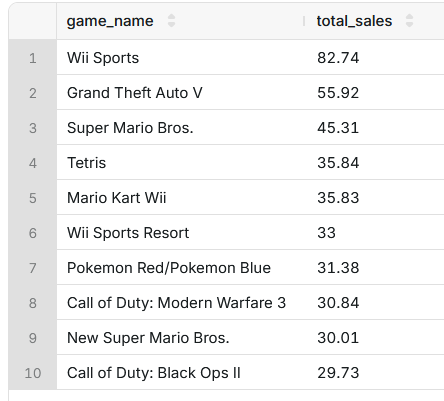 game_name total_sales
1 Wii Sports 82.74
2 Grand Theft Auto V 55.92
3 Super Mario Bros. 45.31
4 Tetris 35.84
5 Mario Kart Wii 35.83
6 Wii Sports Resort 33
7 Pokemon Red/Pokemon Blue 31.38
8 Call of Duty: Modern Warfare 3 30.84
9 New Super Mario Bros. 30.01
10 Call of Duty: Black Ops II 29.73